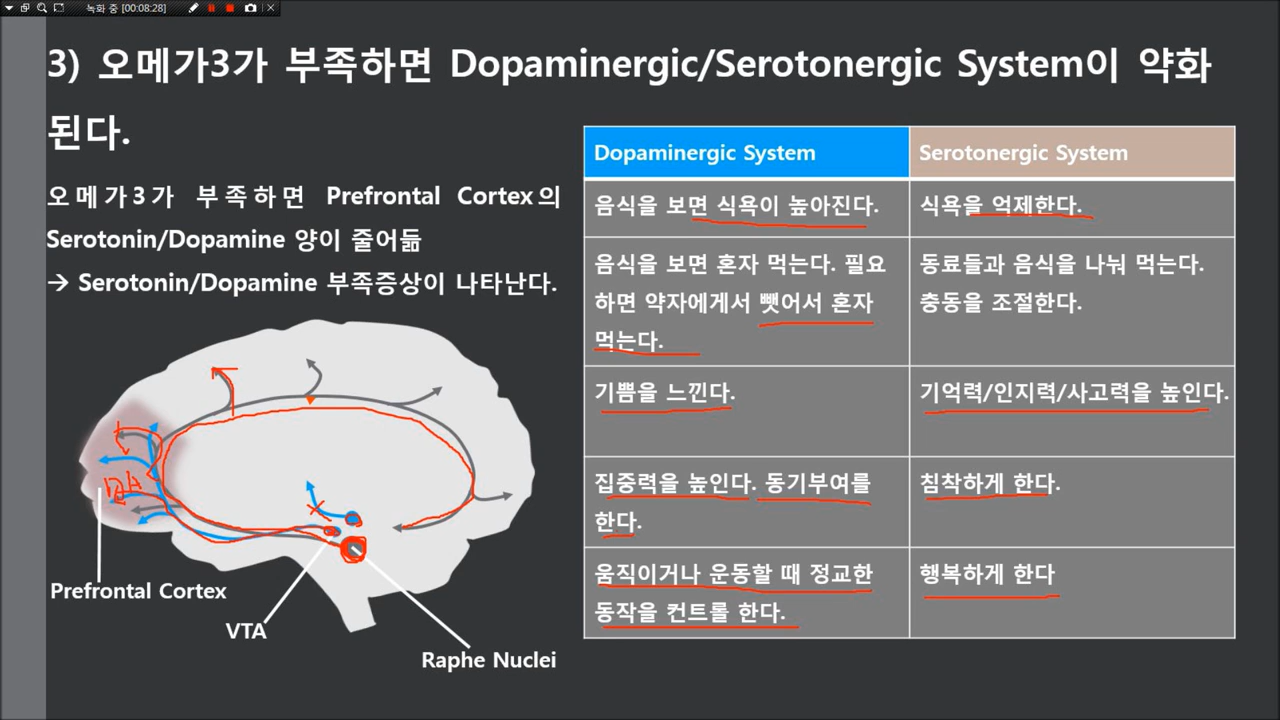 녹화 중 [00:08:28]
3) 오메가3가 부족하면 Dopaminergic/Serotonergic System이 약화
된다.
오메가3가 부족하면 Prefrontal Cortex의
Serotonin/Dopamine 양이 줄어듦
→ Serotonin/Dopamine 부족증상이 나타난다.
Prefrontal Cortex
VTA
Raphe Nuclei
Dopaminergic System
Serotonergic System
음식을 보면 식욕이 높아진다.
식욕을 억제한다.
음식을 보면 혼자 먹는다. 필요
하면 약자에게서 뺏어서 혼자
먹는다.
동료들과 음식을 나눠 먹는다.
충동을 조절한다.
기쁨을 느낀다.
기억력/인지력/사고력을 높인다.
집중력을 높인다. 동기부여를
한다.
침착하게 한다.
움직이거나 운동할 때 정교한
동작을 컨트롤 한다.
행복하게 한다